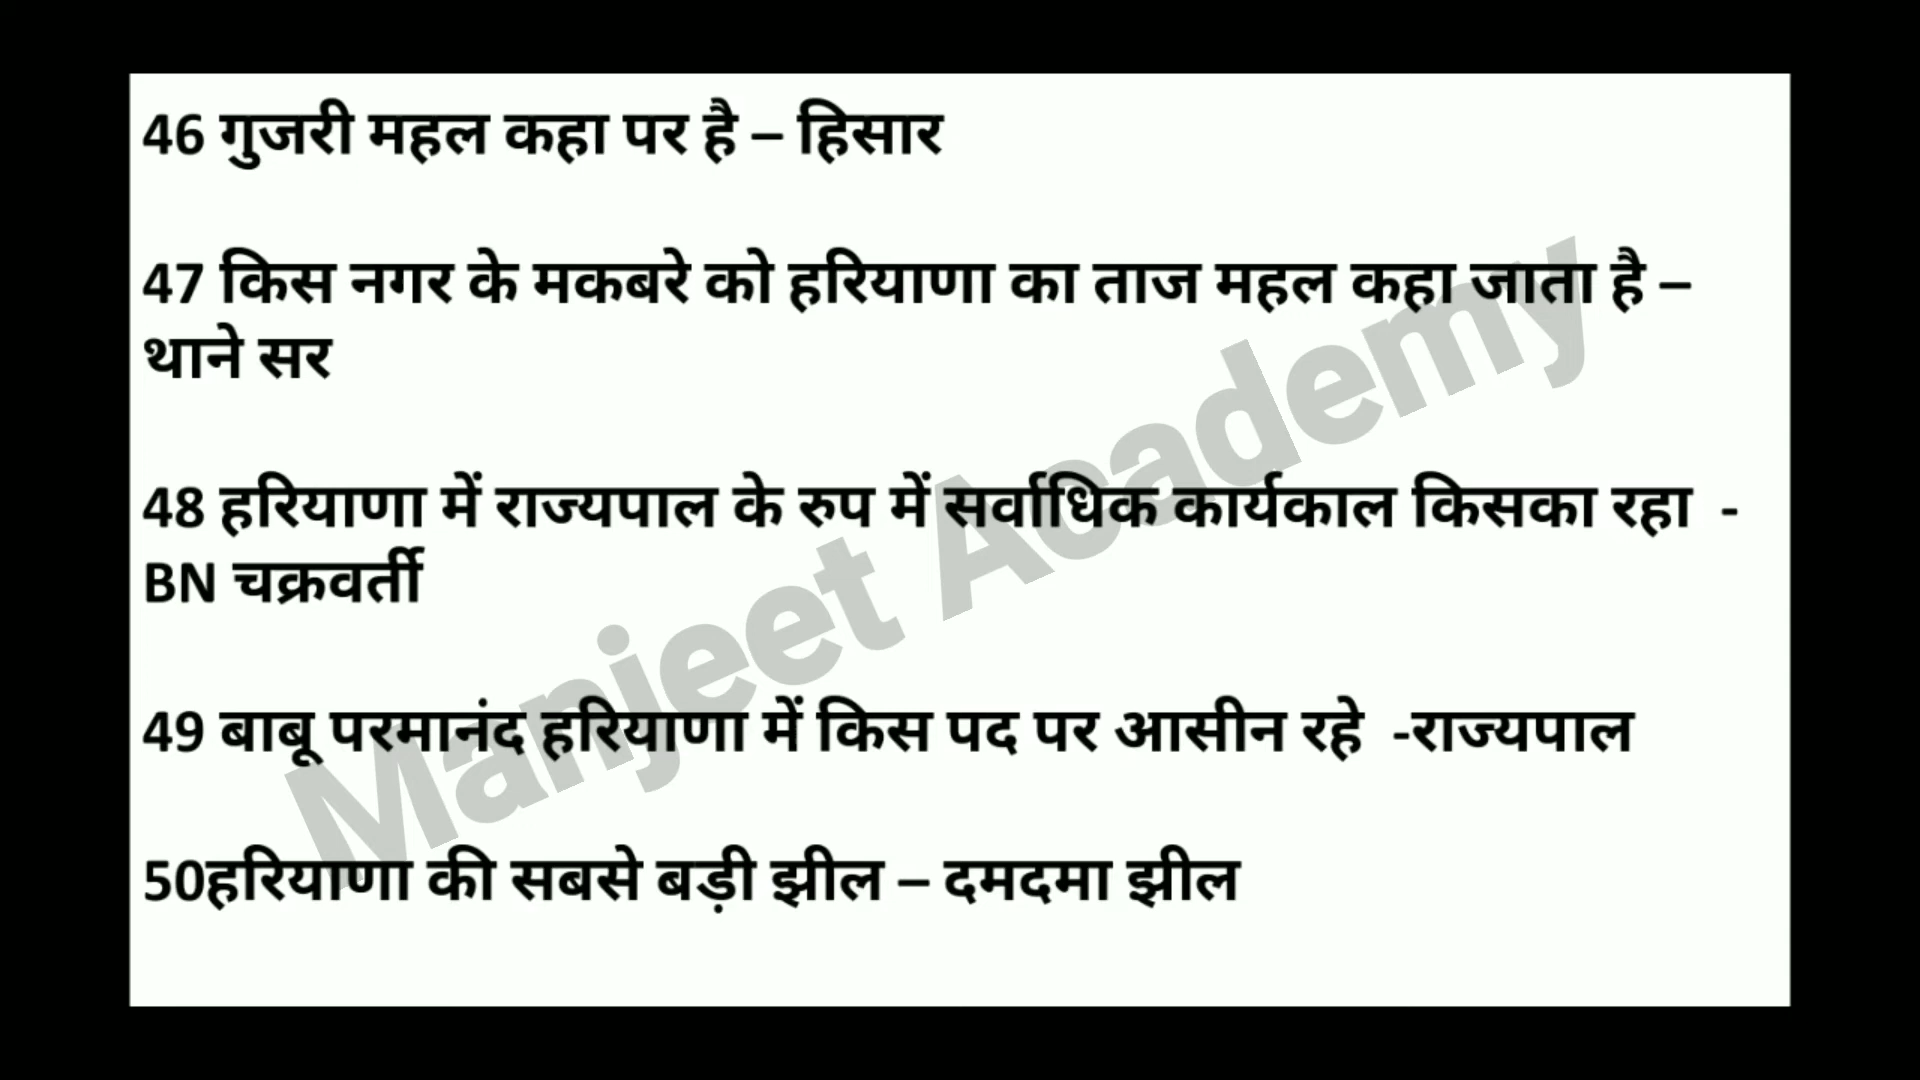 46 गुजरी महल कहा पर है – हिसार
47 किस नगर के मकबरे को हरियाणा का ताज महल कहा जाता है –
थाने सर
48 हरियाणा में राज्यपाल के रुप में सर्वाधिक कार्यकाल किसका रहा -
BN चक्रवर्ती
49 बाबू परमानंद हरियाणा में किस पद पर आसीन रहे -राज्यपाल
50हरियाणा की सबसे बड़ी झील – दमदमा झील
Manjeet Academy